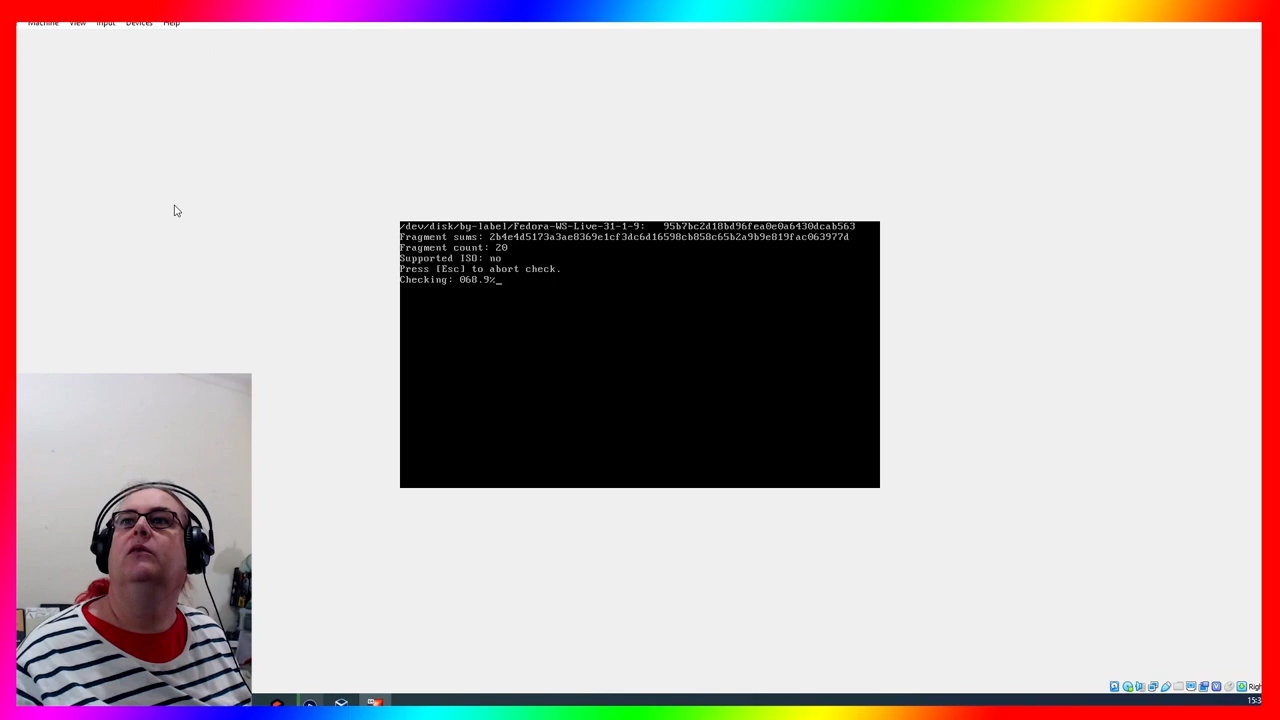 Machine View Input Devices Help
/dev/disk/by-label/Fedora-WS-Live-31-1-9: 95b7bc2d18bd96fea0e0a6430dcab563
Fragment sums: 2b4e4d5173a3ae8369e1cf3dc6d16598cb858c65b2a9b9e819fac063977d
Fragment count: 20
Supported ISO: no
Press [Esc] to abort check.
Checking: 068.9%_